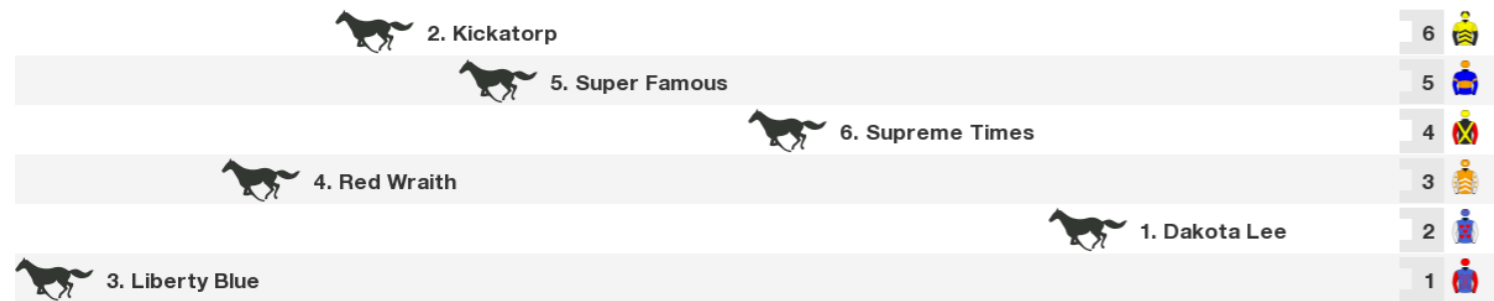 2. Kickatorp 6
5. Super Famous 5
6. Supreme Times 4
4. Red Wraith 3
1. Dakota Lee 2
3. Liberty Blue 1